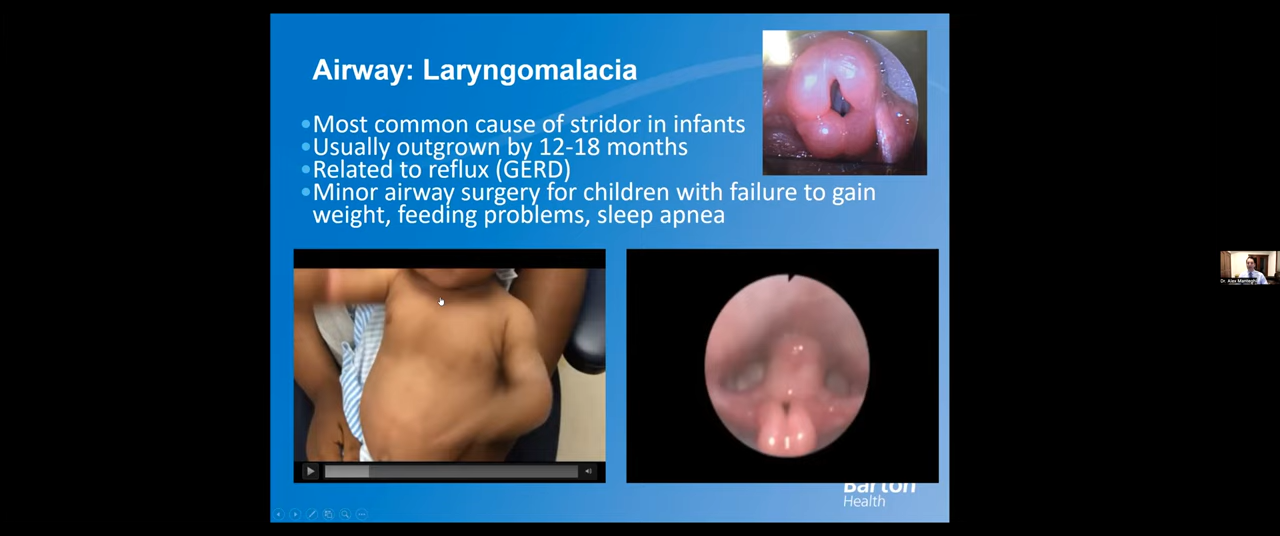 Airway: Laryngomalacia
•Most common cause of stridor in infants
•Usually outgrown by 12-18 months
•Related to reflux (GERD)
•Minor airway surgery for children with failure to gain
weight, feeding problems, sleep apnea
Barton
Health